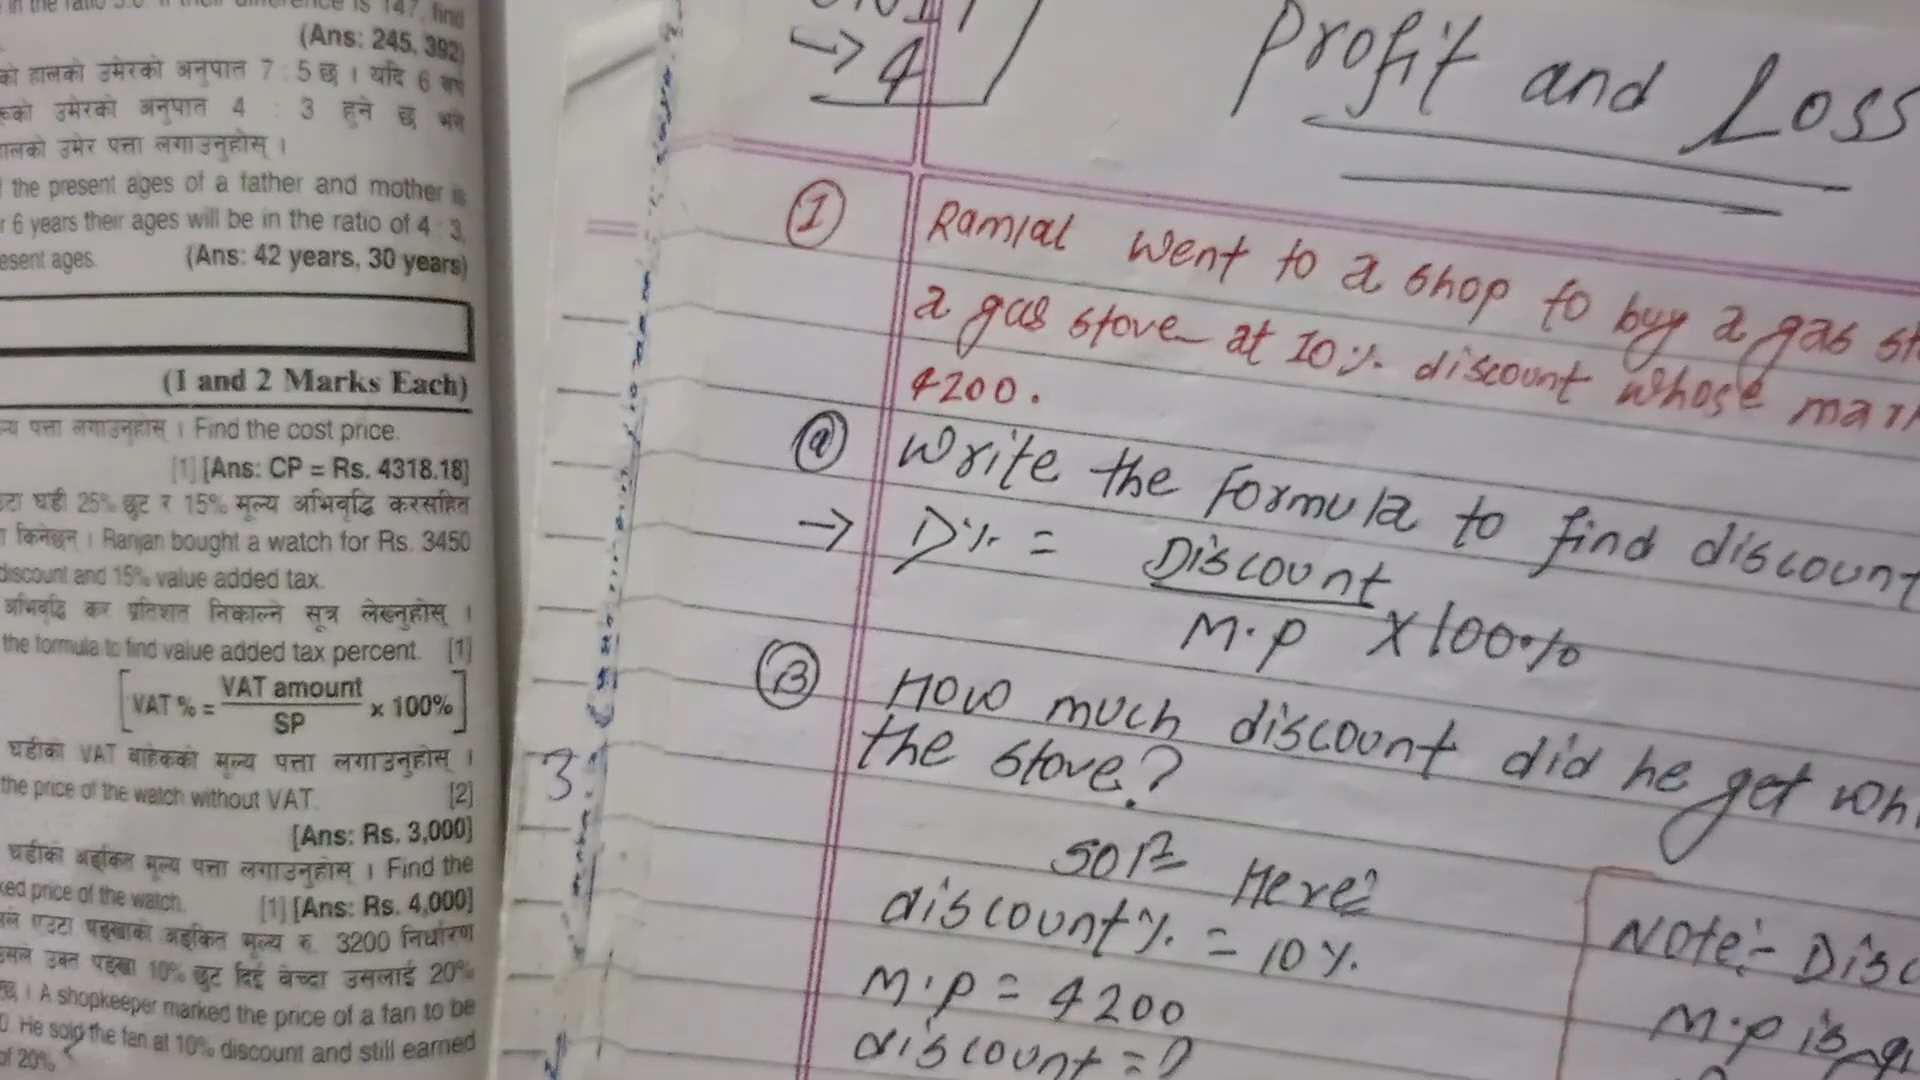 (Ans: 245, 392)
हालको उमेरको अनुपात 7 : 5 छ । यदि 6
उमेरको अनुपात 4 : 3 हुने छ भने
उमेर पत्ता लगाउनुहोस् ।
the present ages of a father and mother is
6 years their ages will be in the ratio of 4 : 3,
ages. (Ans: 42 years, 30 years)
(1 and 2 Marks Each)
पत्ता लगाउनुहोस् । Find the cost price.
[1] [Ans: CP = Rs. 4318.18]
घडी 25% छुट र 15% मूल्य अभिवृद्धि करसहित
किनेछन् । Ranjan bought a watch for Rs. 3450
discount and 15% value added tax.
अभिवृद्धि कर प्रतिशत निकाल्ने सूत्र लेख्नुहोस् ।
the formula to find value added tax percent. [1]
[VAT % = VAT amount / SP x 100%]
घडीको VAT बाहेकको मूल्य पत्ता लगाउनुहोस् ।
the price of the watch without VAT. [2]
[Ans: Rs. 3,000]
घडीको अङ्कित मूल्य पत्ता लगाउनुहोस् । Find the
price of the watch. [1] [Ans: Rs. 4,000]
एउटा पङ्खाको अङ्कित मूल्य रु. 3200 निर्धारण
उक्त पङ्खा 10% छुट दिई बेच्दा उसलाई 20%
। A shopkeeper marked the price of a fan to be
He sold the fan at 10% discount and still earned
of 20%.
3
→ 4
Profit and Loss
① Ramlal went to a shop to buy a gas
a gas stove at 10% discount whose
4200.
ⓐ Write the formula to find discount
→ D% = Discount / M.P × 100%
Ⓑ How much discount did he get
the stove?
Solⁿ Here:
discount% = 10%.
M.P = 4200
discount = ?
Note:-
M.P is